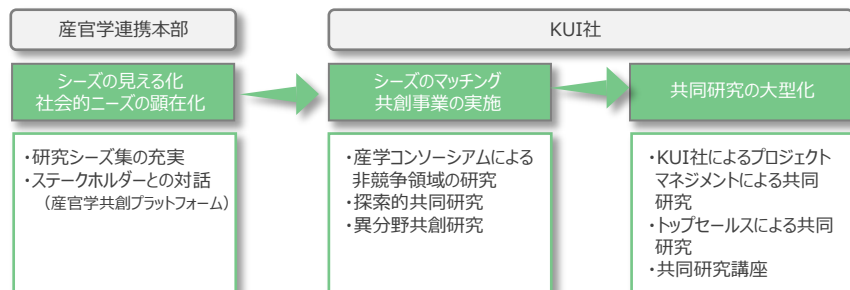 産官学連携本部
KUI社
シーズの見える化
社会的ニーズの顕在化
シーズのマッチング
共創事業の実施
共同研究の大型化
・研究シーズ集の充実
・ステークホルダーとの対話
（産官学共創プラットフォーム）
・産学コンソーシアムによる
非競争領域の研究
・探索的共同研究
・異分野共創研究
・KUI社によるプロジェクト
マネジメントによる共同
研究
・トップセールスによる共同
研究
・共同研究講座